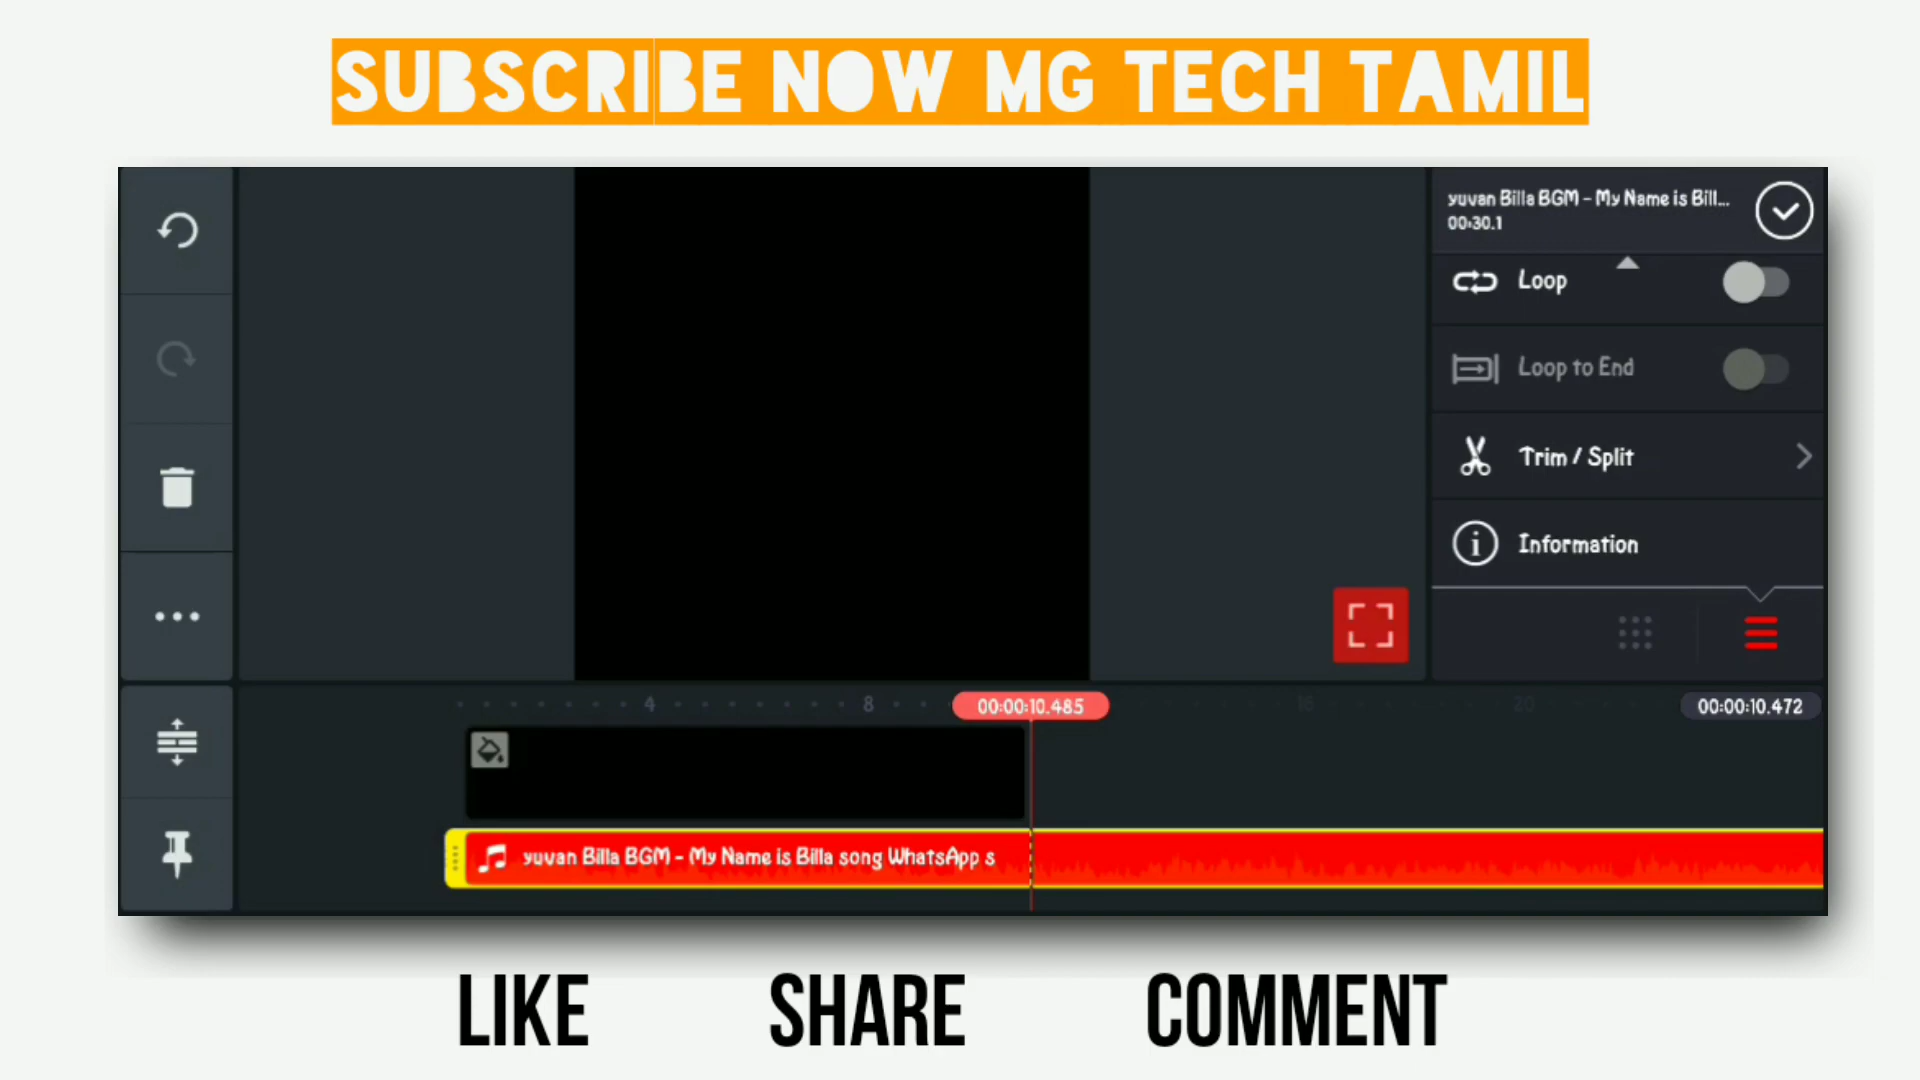 SUBSCRIBE NOW MG TECH TAMIL
yuvan Billa BGM - My Name is Bill...
00:30.1
Loop
Loop to End
Trim / Split
Information
4
8
00:00:10.485
16
20
00:00:10.472
yuvan Billa BGM - My Name is Billa song WhatsApp s
LIKE SHARE COMMENT